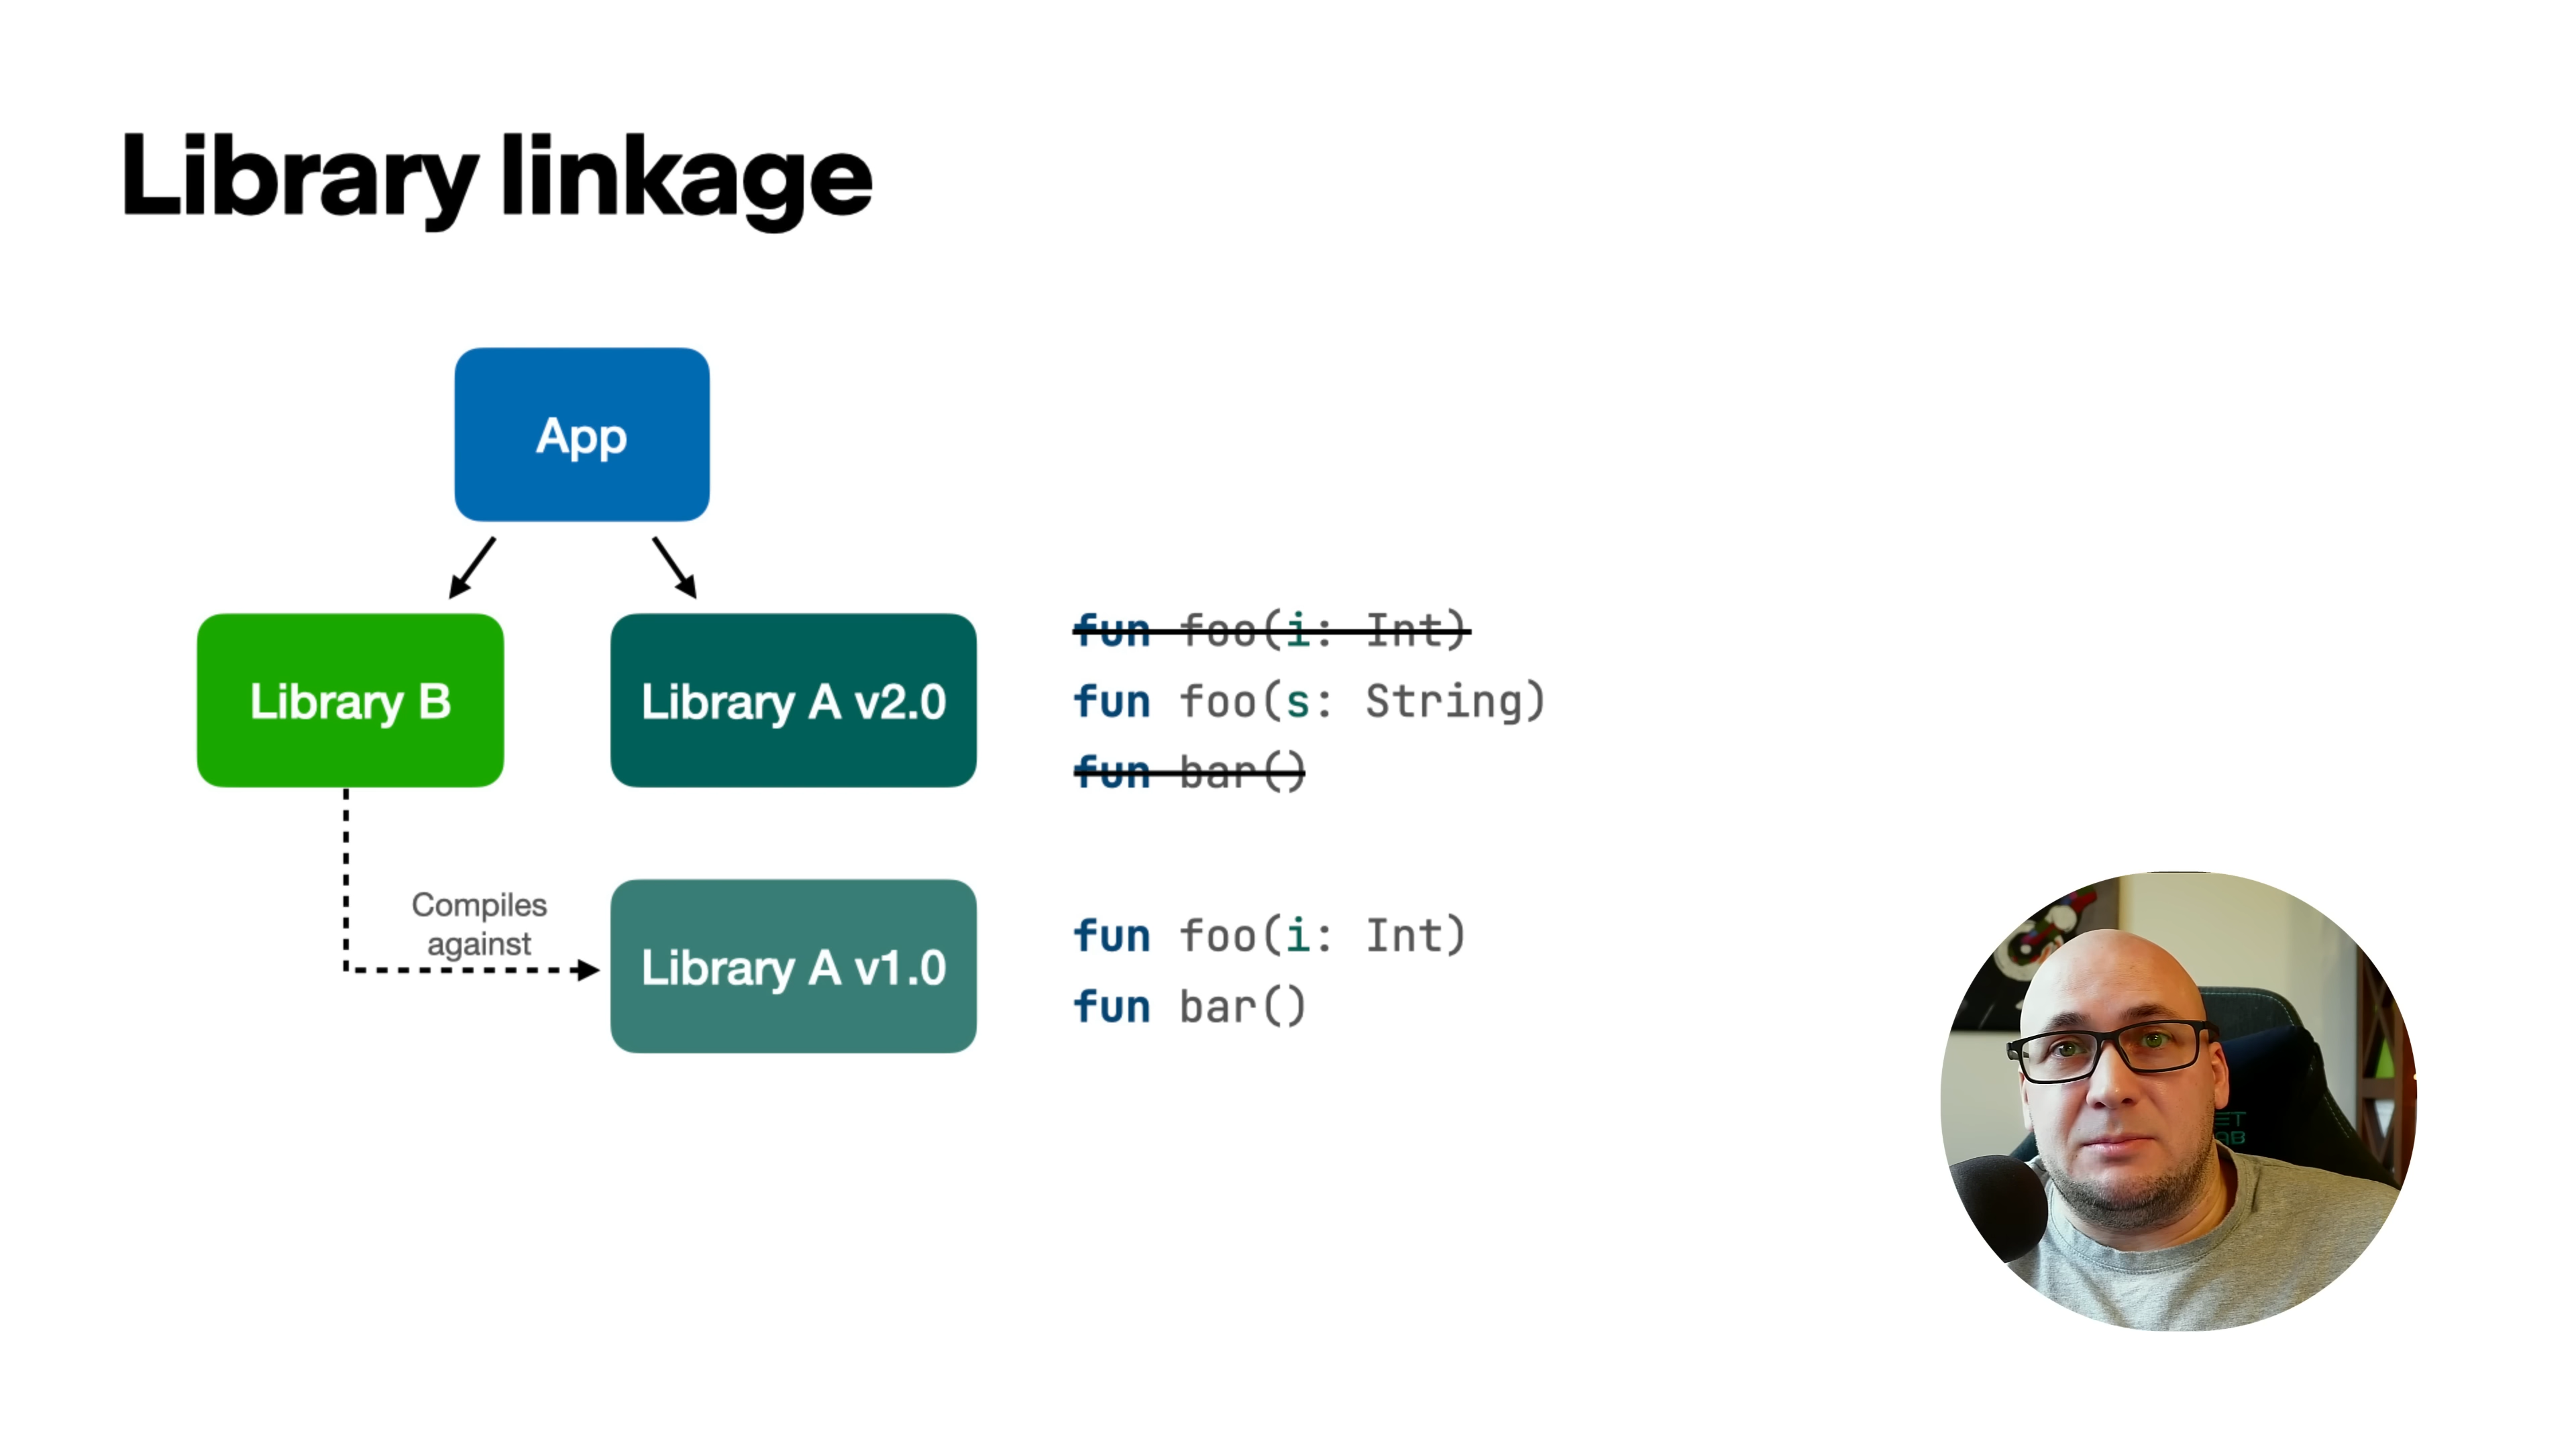 Library linkage
App
Library B
Library A v2.0
fun foo(i: Int)
fun foo(s: String)
fun bar()
Compiles
against
Library A v1.0
fun foo(i: Int)
fun bar()